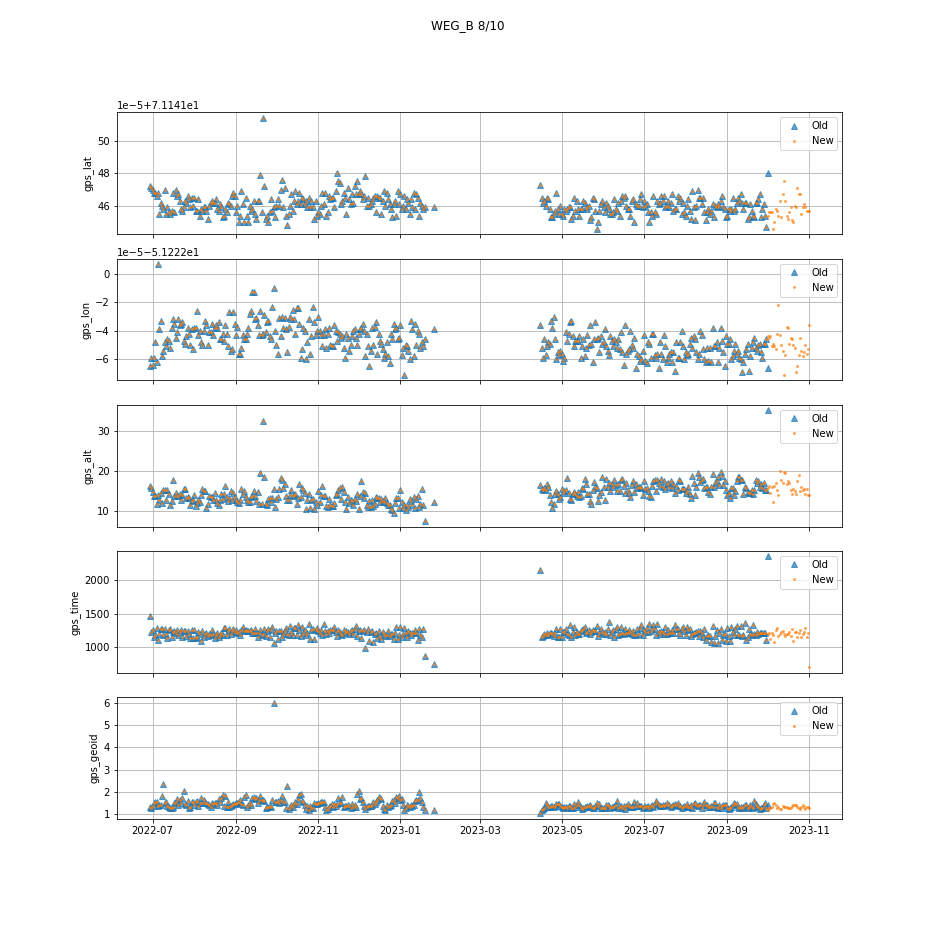 WEG_B 8/10
1e−5+7.1141e1
50
48
46
gps_lat
Old
New
1e−5−5.1222e1
0
−2
−4
−6
gps_lon
Old
New
30
20
10
gps_alt
Old
New
2000
1500
1000
gps_time
Old
New
6
5
4
3
2
1
gps_geoid
Old
New
2022-07 2022-09 2022-11 2023-01 2023-03 2023-05 2023-07 2023-09 2023-11